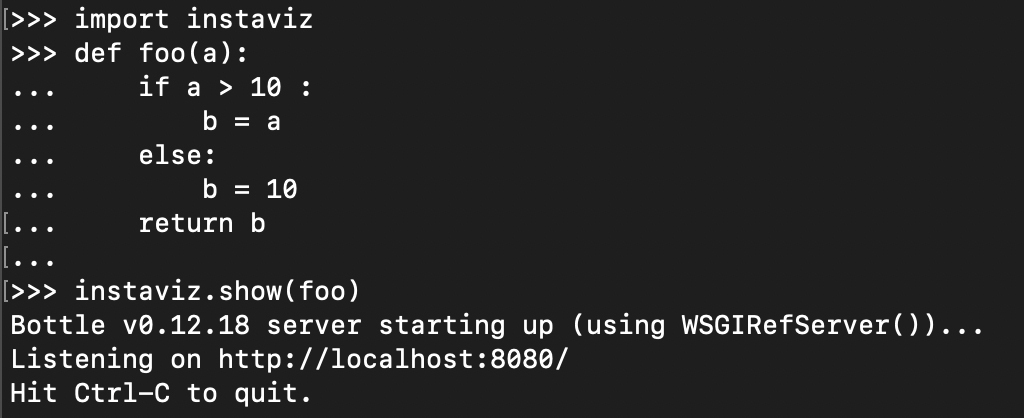 [>>> import instaviz
>>> def foo(a):
...     if a > 10 :
...         b = a
...     else:
...         b = 10
[...     return b
[...
[>>> instaviz.show(foo)
Bottle v0.12.18 server starting up (using WSGIRefServer())...
Listening on http://localhost:8080/
Hit Ctrl-C to quit.